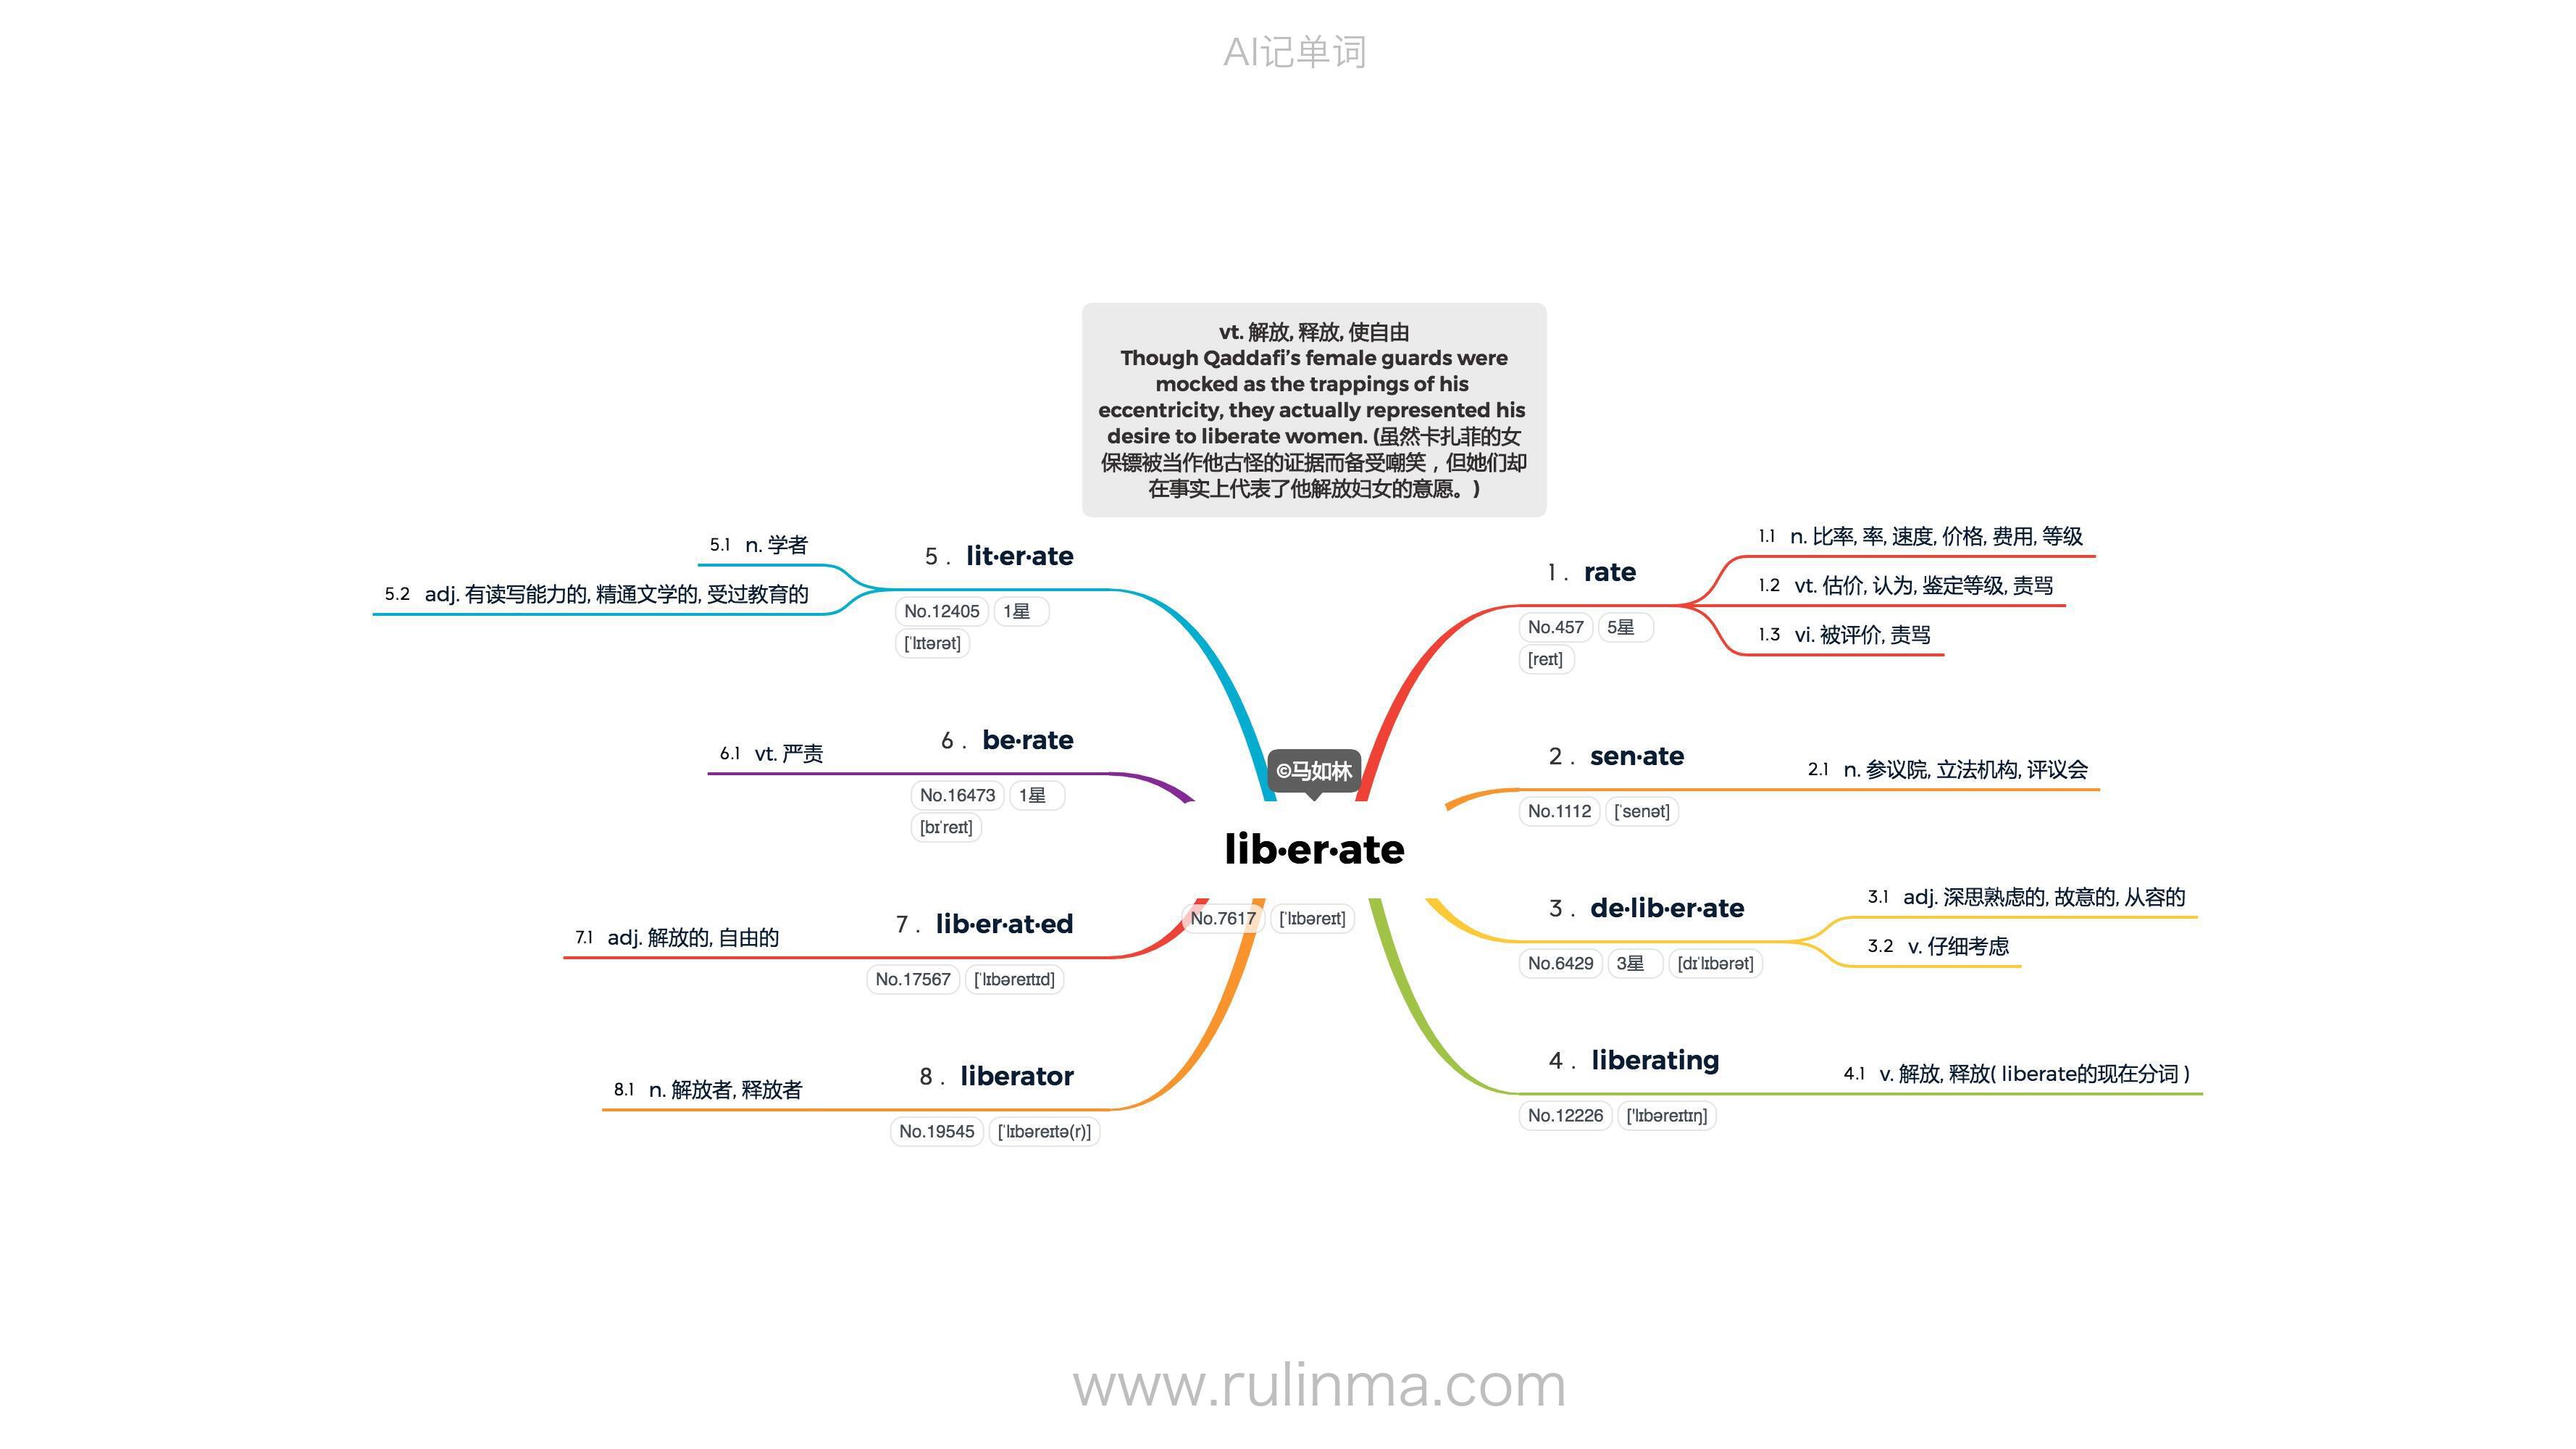 AI记单词
vt. 解放, 释放, 使自由
Though Qaddafi’s female guards were
mocked as the trappings of his
eccentricity, they actually represented his
desire to liberate women. (虽然卡扎菲的女
保镖被当作他古怪的证据而备受嘲笑，但她们却
在事实上代表了他解放妇女的意愿。)
©马如林
lib·er·ate
No.7617 [ˈlɪbəreɪt]
1. rate
No.457 5星
[reɪt]
1.1 n. 比率, 率, 速度, 价格, 费用, 等级
1.2 vt. 估价, 认为, 鉴定等级, 责骂
1.3 vi. 被评价, 责骂
2. sen·ate
No.1112 [ˈsenət]
2.1 n. 参议院, 立法机构, 评议会
3. de·lib·er·ate
No.6429 3星 [dɪˈlɪbərət]
3.1 adj. 深思熟虑的, 故意的, 从容的
3.2 v. 仔细考虑
4. liberating
No.12226 ['lɪbəreɪtɪŋ]
4.1 v. 解放, 释放( liberate的现在分词 )
5. lit·er·ate
No.12405 1星
[ˈlɪtərət]
5.1 n. 学者
5.2 adj. 有读写能力的, 精通文学的, 受过教育的
6. be·rate
No.16473 1星
[bɪˈreɪt]
6.1 vt. 严责
7. lib·er·at·ed
No.17567 [ˈlɪbəreɪtɪd]
7.1 adj. 解放的, 自由的
8. liberator
No.19545 [ˈlɪbəreɪtə(r)]
8.1 n. 解放者, 释放者
www.rulinma.com